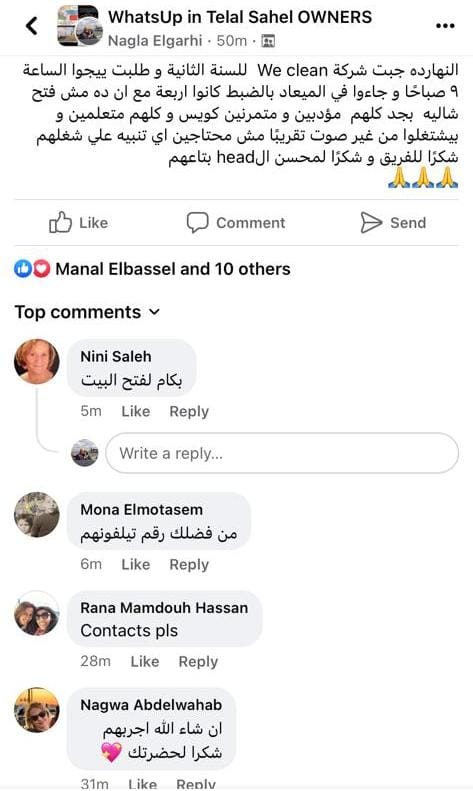 WhatsUp in Telal Sahel OWNERS
Nagla Elgarhi · 50m ·
النهارده جبت شركة We clean للسنة الثانية و طلبت ييجوا الساعة
٩ صباحًا و جاءوا في الميعاد بالضبط كانوا اربعة مع ان ده مش فتح
شاليه بجد كلهم مؤدبين و متمرنين كويس و كلهم متعلمين و
بيشتغلوا من غير صوت تقريبًا مش محتاجين اي تنبيه علي شغلهم
شكرًا للفريق و شكرًا لمحسن الhead بتاعهم
🙏🙏🙏
Like
Comment
Send
Manal Elbassel and 10 others
Top comments
Nini Saleh
بكام لفتح البيت
5m Like Reply
Write a reply...
Mona Elmotasem
من فضلك رقم تيلفونهم
6m Like Reply
Rana Mamdouh Hassan
Contacts pls
28m Like Reply
Nagwa Abdelwahab
ان شاء الله اجربهم
شكرا لحضرتك 💖
31m Like Reply